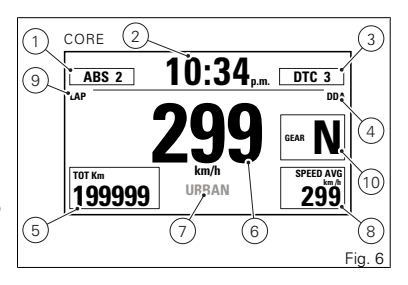 1 CORE 2 3
ABS 2 10:34 p.m. DTC 3
9 LAP DDA 4
299
km/h
GEAR N
10
TOT Km
199999
URBAN
SPEED AVG
km/h
299
5 7 6 8
Fig. 6